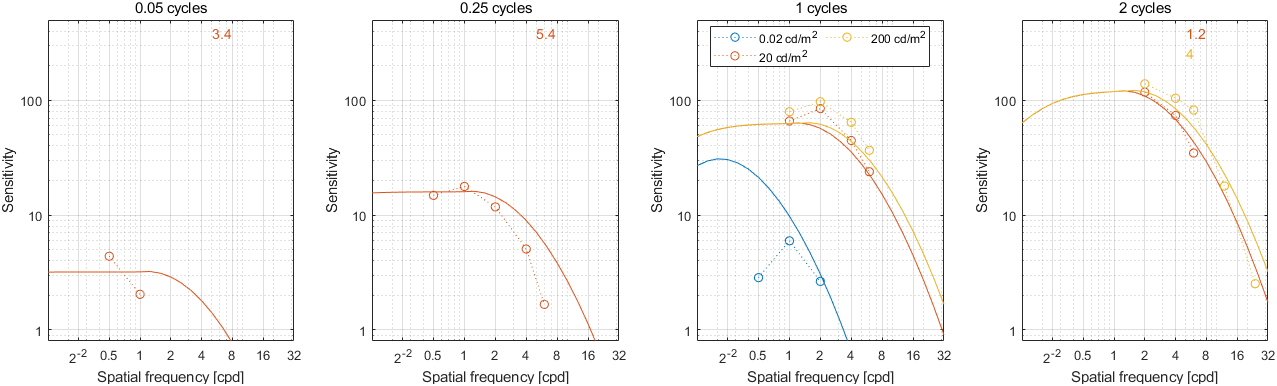 0.05 cycles
3.4
Sensitivity
100
10
1
2-2 0.5 1 2 4 8 16 32
Spatial frequency [cpd]
0.25 cycles
5.4
Sensitivity
100
10
1
2-2 0.5 1 2 4 8 16 32
Spatial frequency [cpd]
1 cycles
0.02 cd/m2 200 cd/m2
20 cd/m2
Sensitivity
100
10
1
2-2 0.5 1 2 4 8 16 32
Spatial frequency [cpd]
2 cycles
1.2
4
Sensitivity
100
10
1
2-2 0.5 1 2 4 8 16 32
Spatial frequency [cpd]